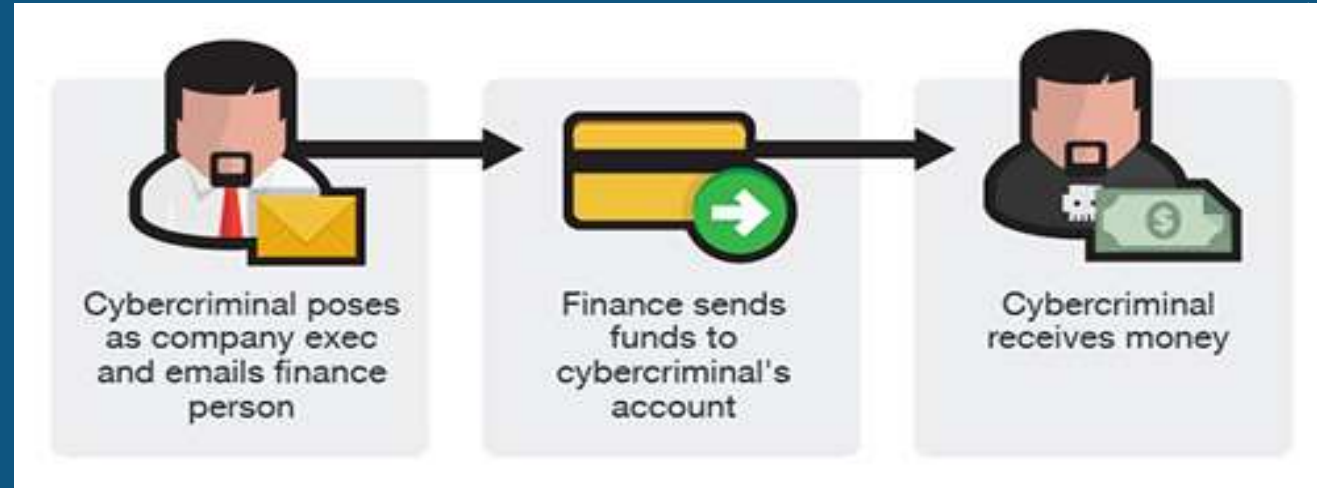 Cybercriminal poses
as company exec
and emails finance
person
Finance sends
funds to
cybercriminal's
account
Cybercriminal
receives money